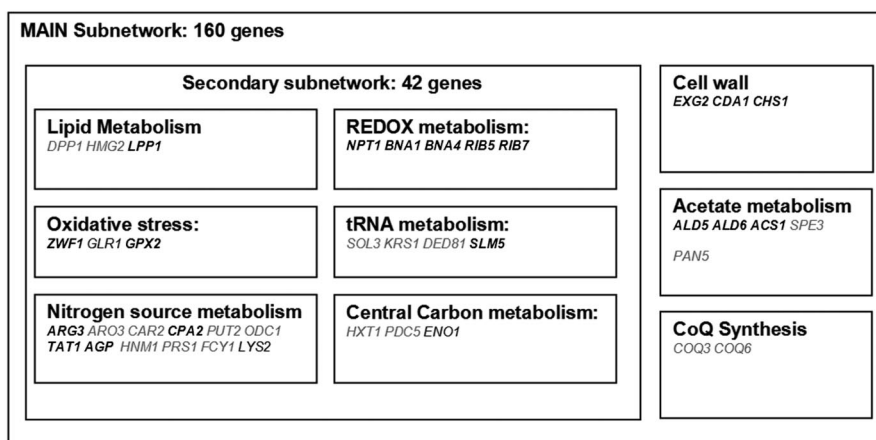 MAIN Subnetwork: 160 genes
Secondary subnetwork: 42 genes
Lipid Metabolism
DPP1 HMG2 LPP1
REDOX metabolism:
NPT1 BNA1 BNA4 RIB5 RIB7
Oxidative stress:
ZWF1 GLR1 GPX2
tRNA metabolism:
SOL3 KRS1 DED81 SLM5
Nitrogen source metabolism
ARG3 ARO3 CAR2 CPA2 PUT2 ODC1
TAT1 AGP HNM1 PRS1 FCY1 LYS2
Central Carbon metabolism:
HXT1 PDC5 ENO1
Cell wall
EXG2 CDA1 CHS1
Acetate metabolism
ALD5 ALD6 ACS1 SPE3
PAN5
CoQ Synthesis
COQ3 COQ6